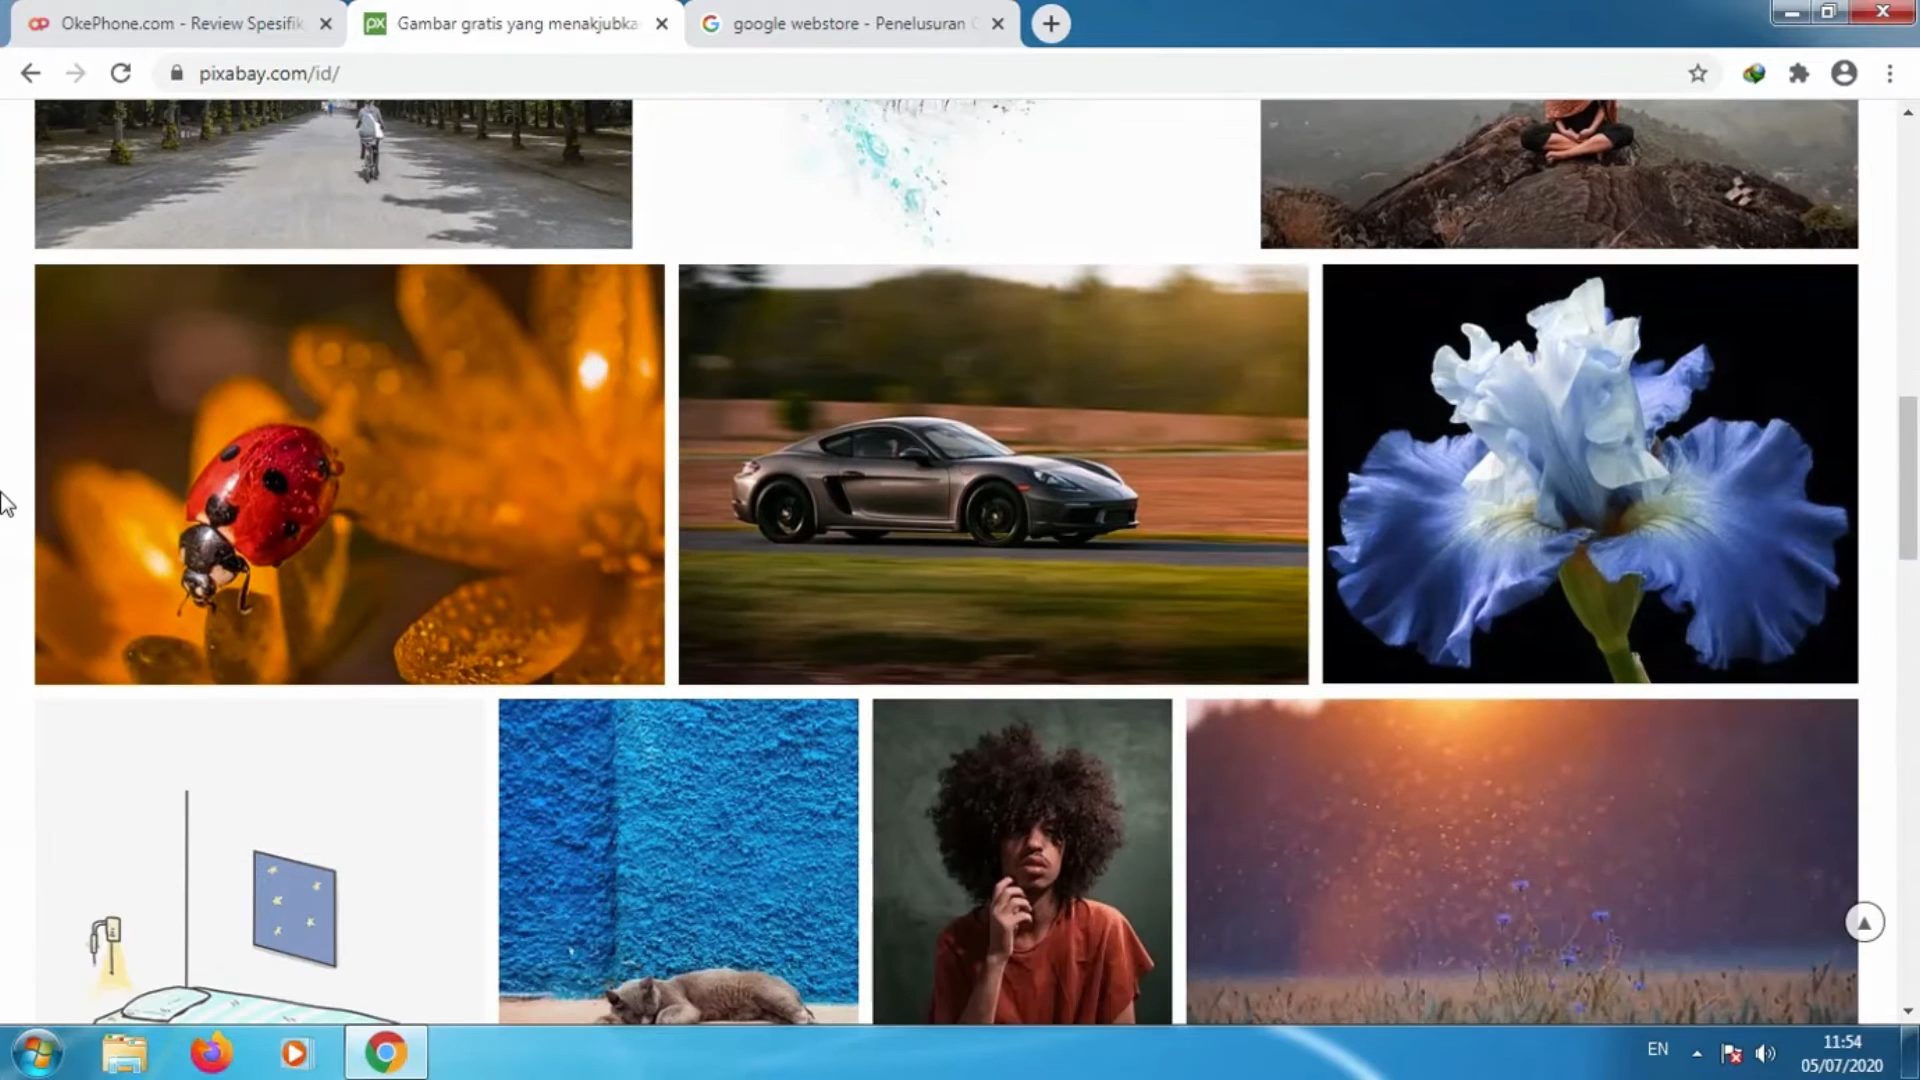 OkePhone.com - Review Spesifik
Gambar gratis yang menakjubka
google webstore - Penelusuran G
pixabay.com/id/
EN
11:54
05/07/2020